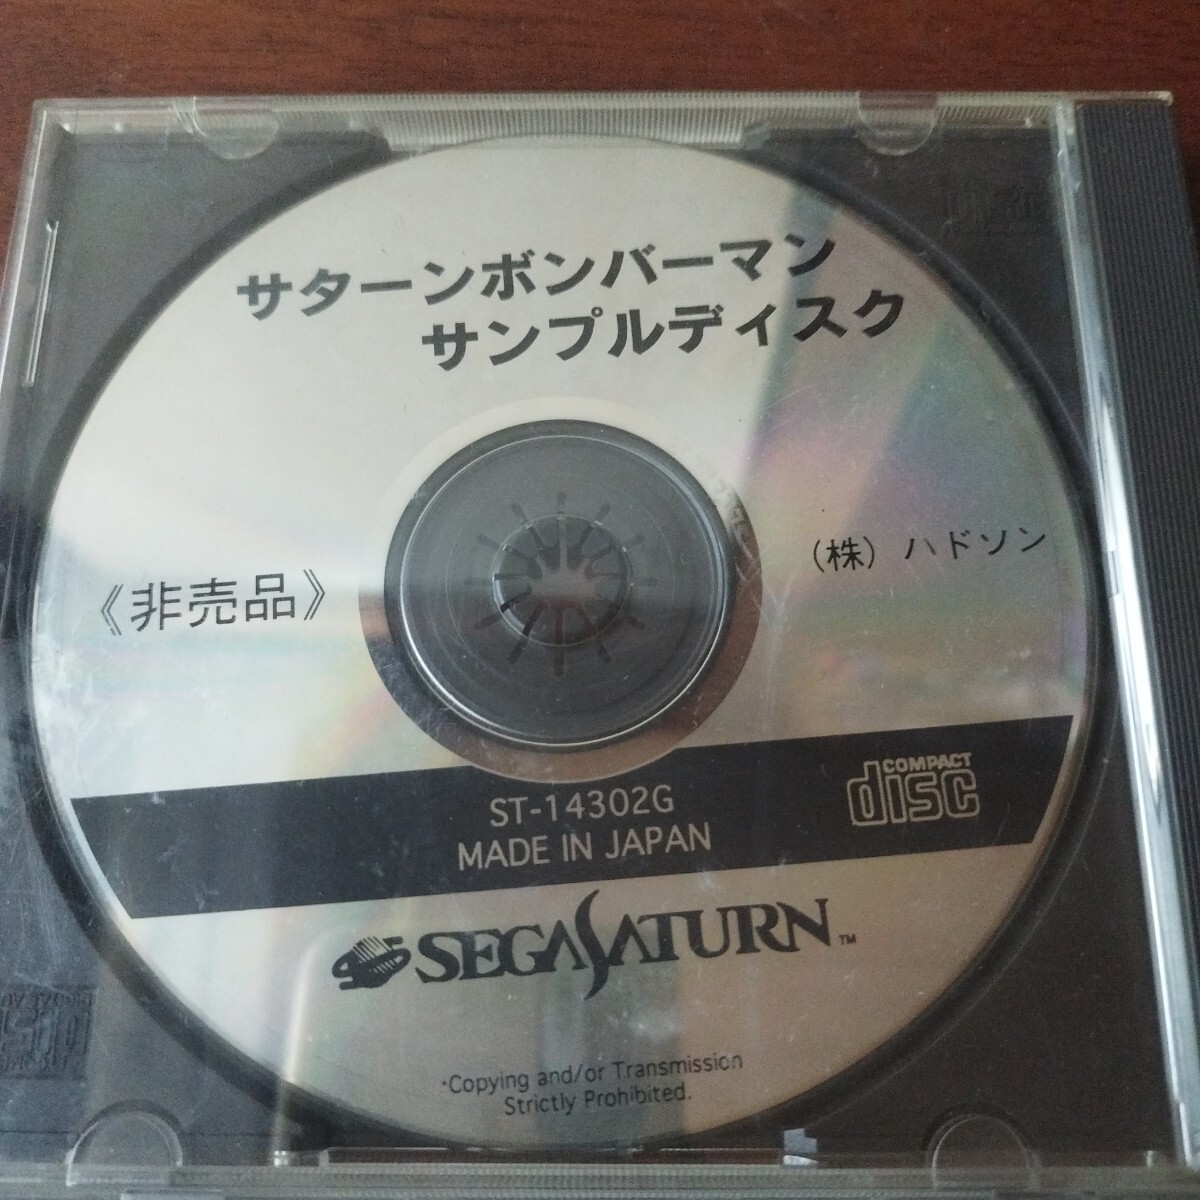 サターンボンバーマン
サンプルディスク
《非売品》
(株) ハドソン
ST-14302G
MADE IN JAPAN
COMPACT
disc
SEGA SATURN™
・Copying and/or Transmission
Strictly Prohibited.